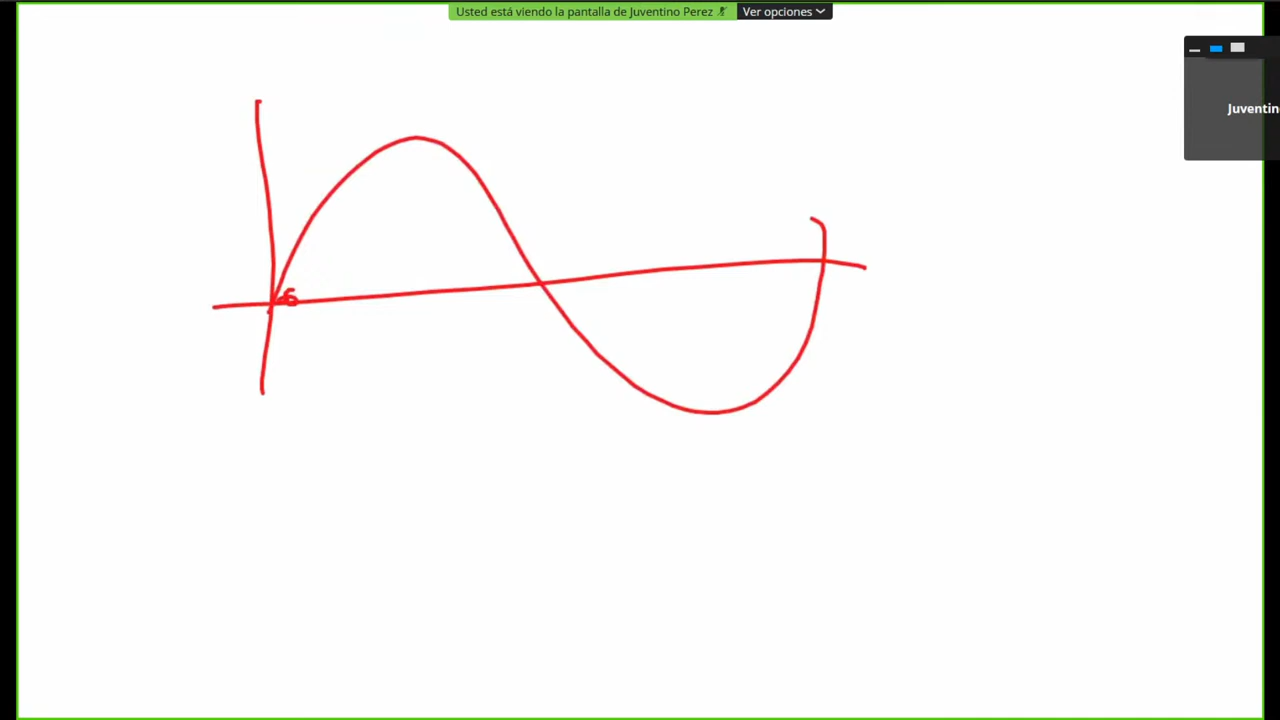 Usted está viendo la pantalla de Juventino Perez
Ver opciones
Juventin